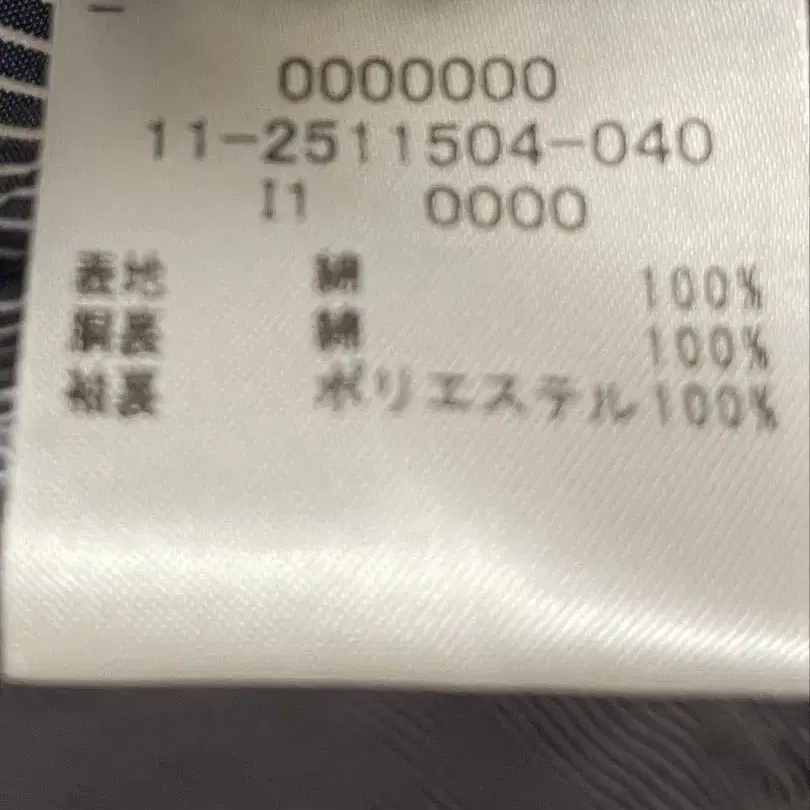 0000000
11-2511504-040
I1 0000
表地 綿 100%
胴裏 綿 100%
袖裏 ポリエステル100%